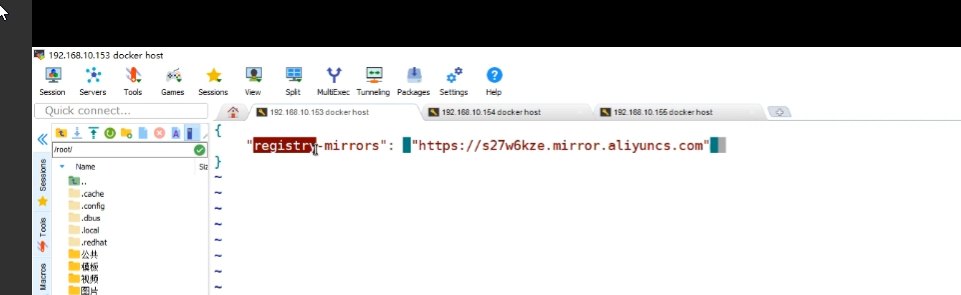 192.168.10.153 docker host
Session Servers Tools Games Sessions View Split MultiExec Tunneling Packages Settings Help
Quick connect...
192.168.10.153 docker host
192.168.10.154 docker host
192.168.10.155 docker host
/root/
Name
Siz
..
.cache
.config
.dbus
.local
.redhat
公共
模板
视频
图片
Sessions
Tools
Macros
{
"registry-mirrors": ["https://s27w6kze.mirror.aliyuncs.com"]
}
~
~
~
~
~
~
~
~